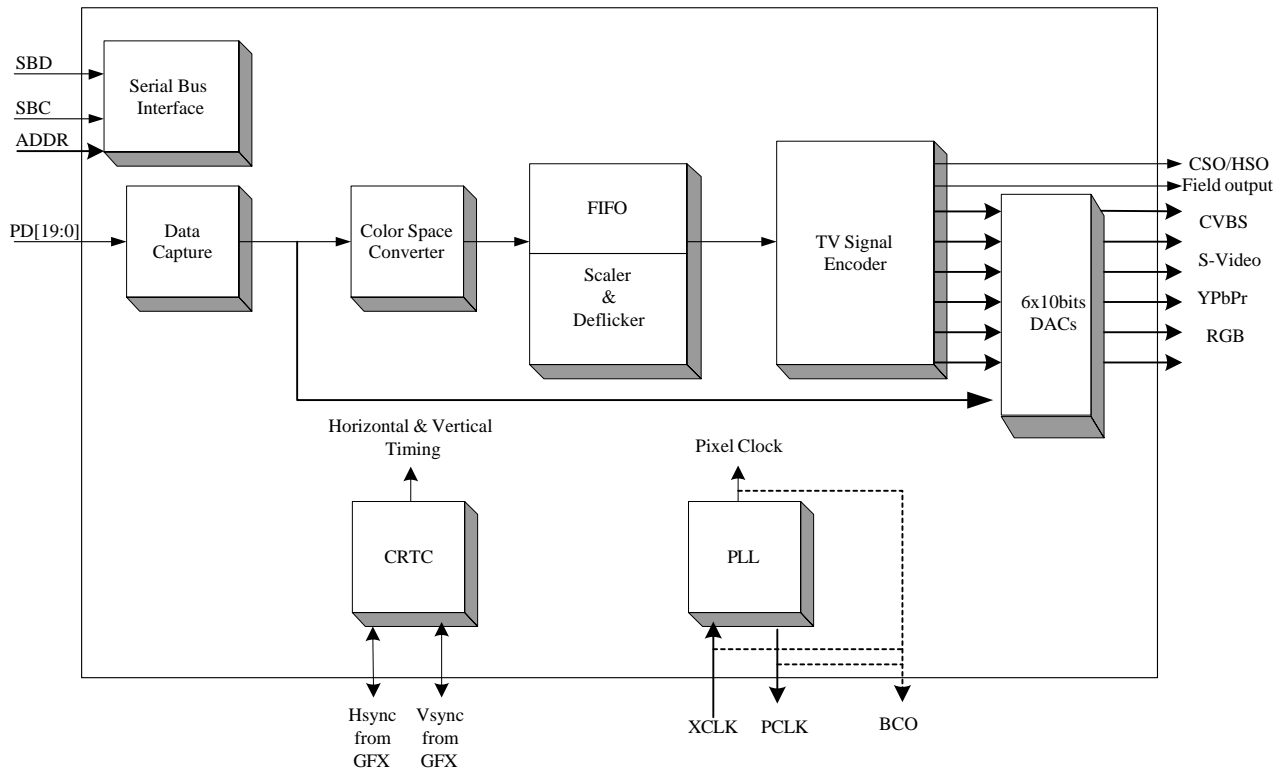 SBD
SBC
ADDR
Serial Bus
Interface
PD[19:0]
Data
Capture
Color Space
Converter
FIFO
Scaler
&
Deflicker
TV Signal
Encoder
6x10bits
DACs
CSO/HSO
Field output
CVBS
S-Video
YPbPr
RGB
Horizontal & Vertical
Timing
CRTC
Hsync
from
GFX
Vsync
from
GFX
Pixel Clock
PLL
XCLK
PCLK
BCO